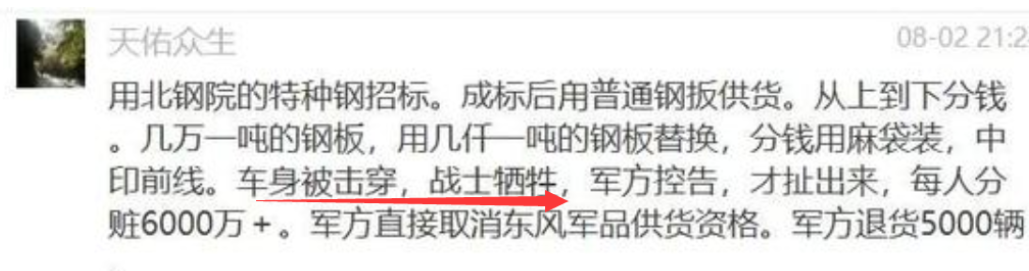 天佑众生
08-02 21:2
用北钢院的特种钢招标。成标后用普通钢扳供货。从上到下分钱
。几万一吨的钢板，用几仟一吨的钢板替换，分钱用麻袋装，中
印前线。车身被击穿，战士牺牲，军方控告，才扯出来，每人分
赃6000万＋。军方直接取消东风军品供货资格。军方退货5000辆